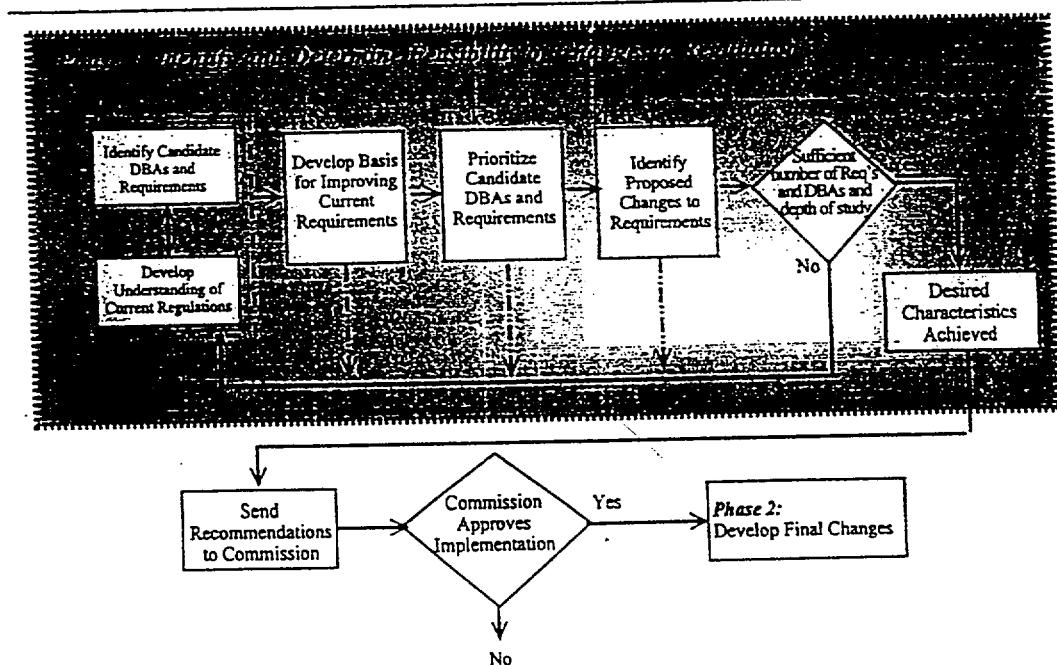 Identify Candidate
DBAs and
Requirements
Develop
Understanding of
Current Regulations
Develop Basis
for Improving
Current
Requirements
Prioritize
Candidate
DBAs and
Requirements
Identify
Proposed
Changes to
Requirements
Sufficient
number of Req's
and DBAs and
depth of study
No
Desired
Characteristics
Achieved
Send
Recommendations
to Commission
Commission
Approves
Implementation
Yes
Phase 2:
Develop Final Changes
No